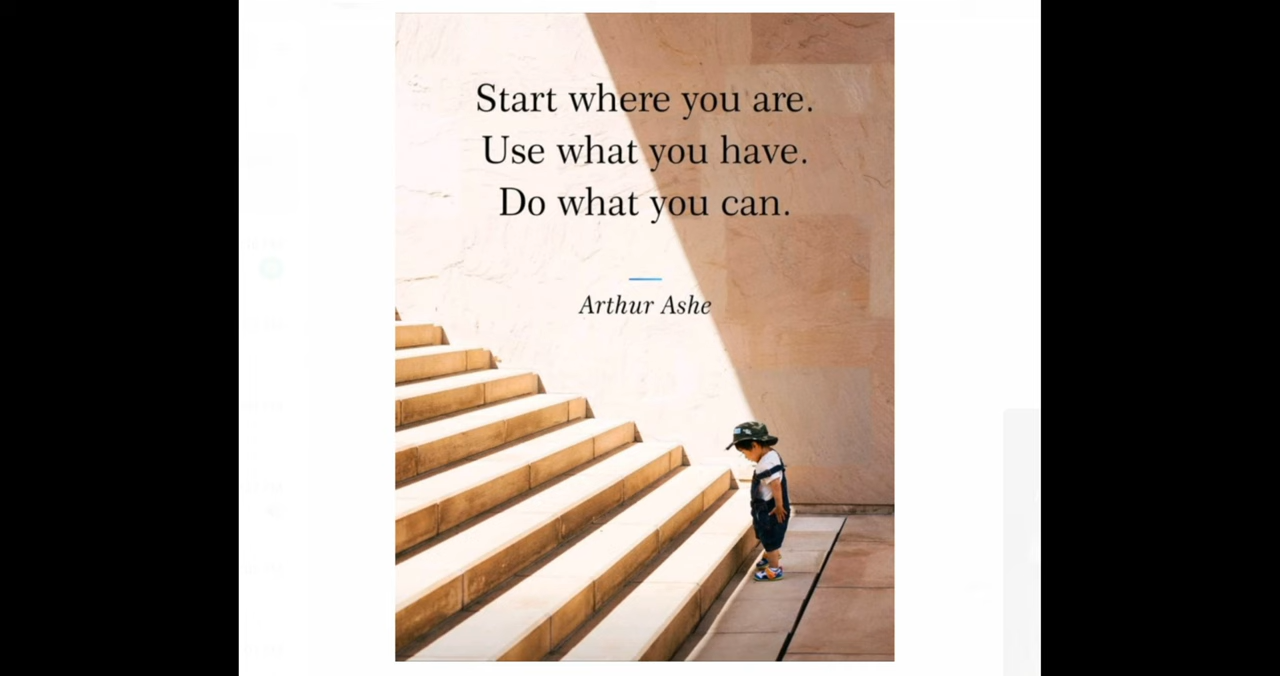 Start where you are.
Use what you have.
Do what you can.
Arthur Ashe